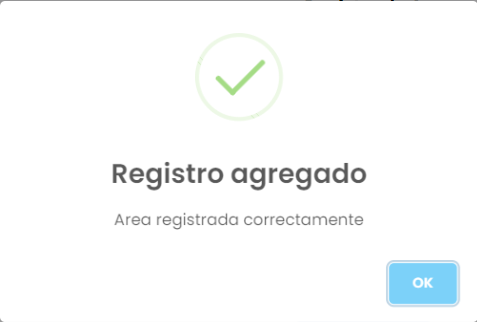 Registro agregado
Area registrada correctamente
OK